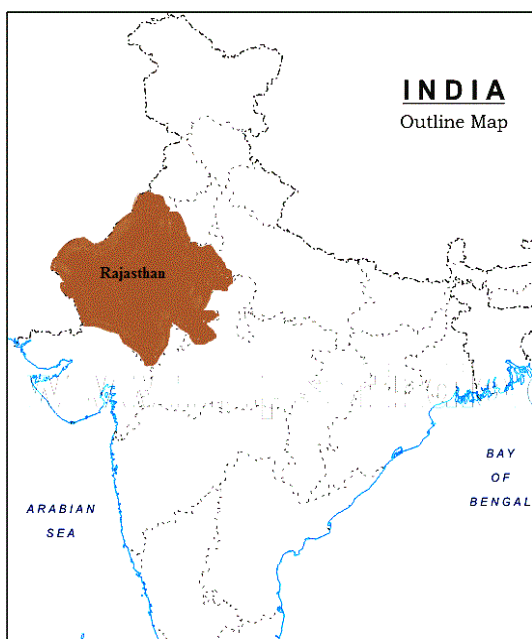 INDIA
Outline Map
Rajasthan
ARABIAN
SEA
BAY
OF
BENGAL